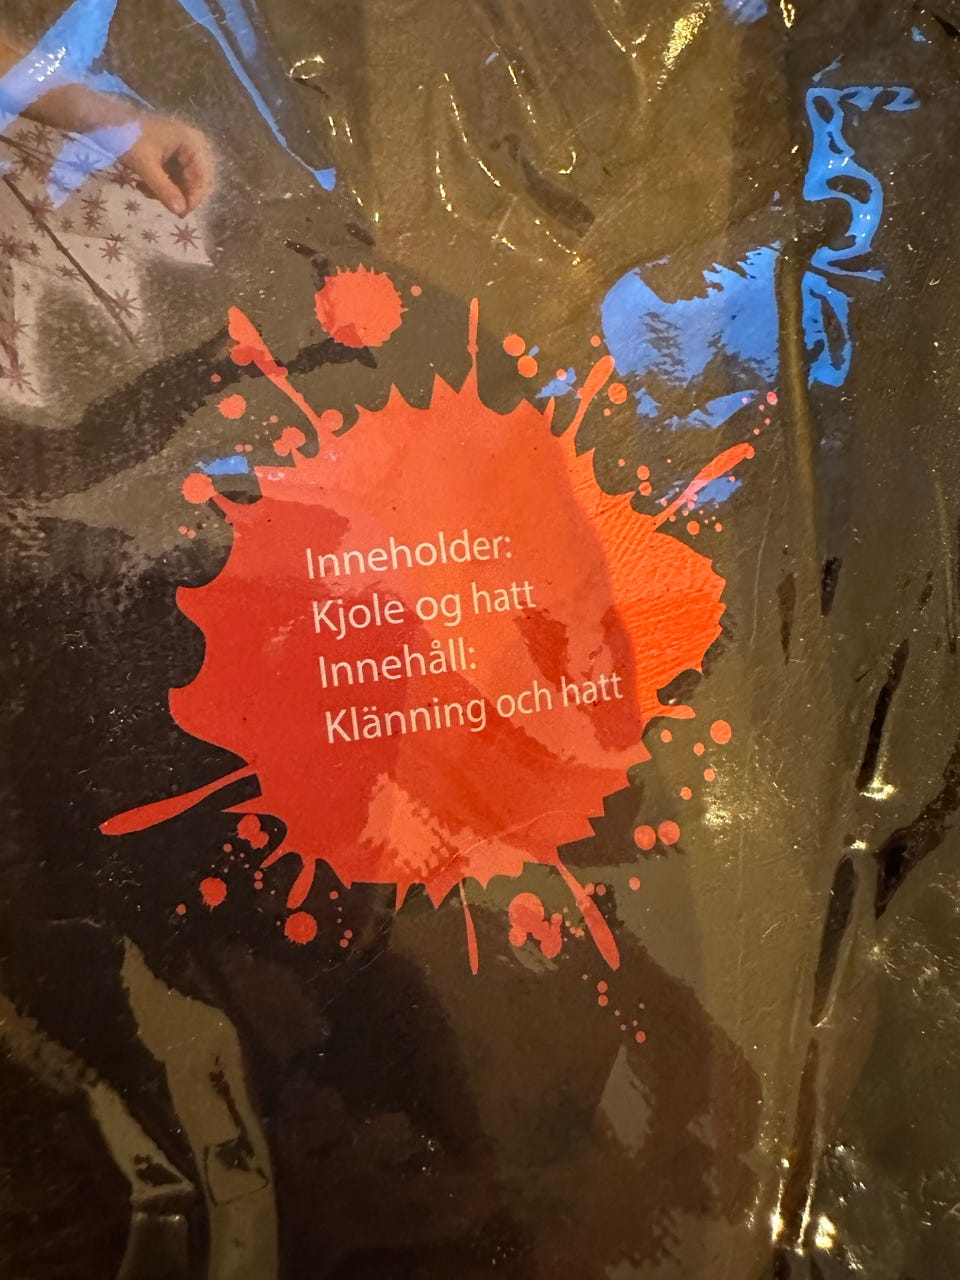 Inneholder:
Kjole og hatt
Innehåll:
Klänning och hatt